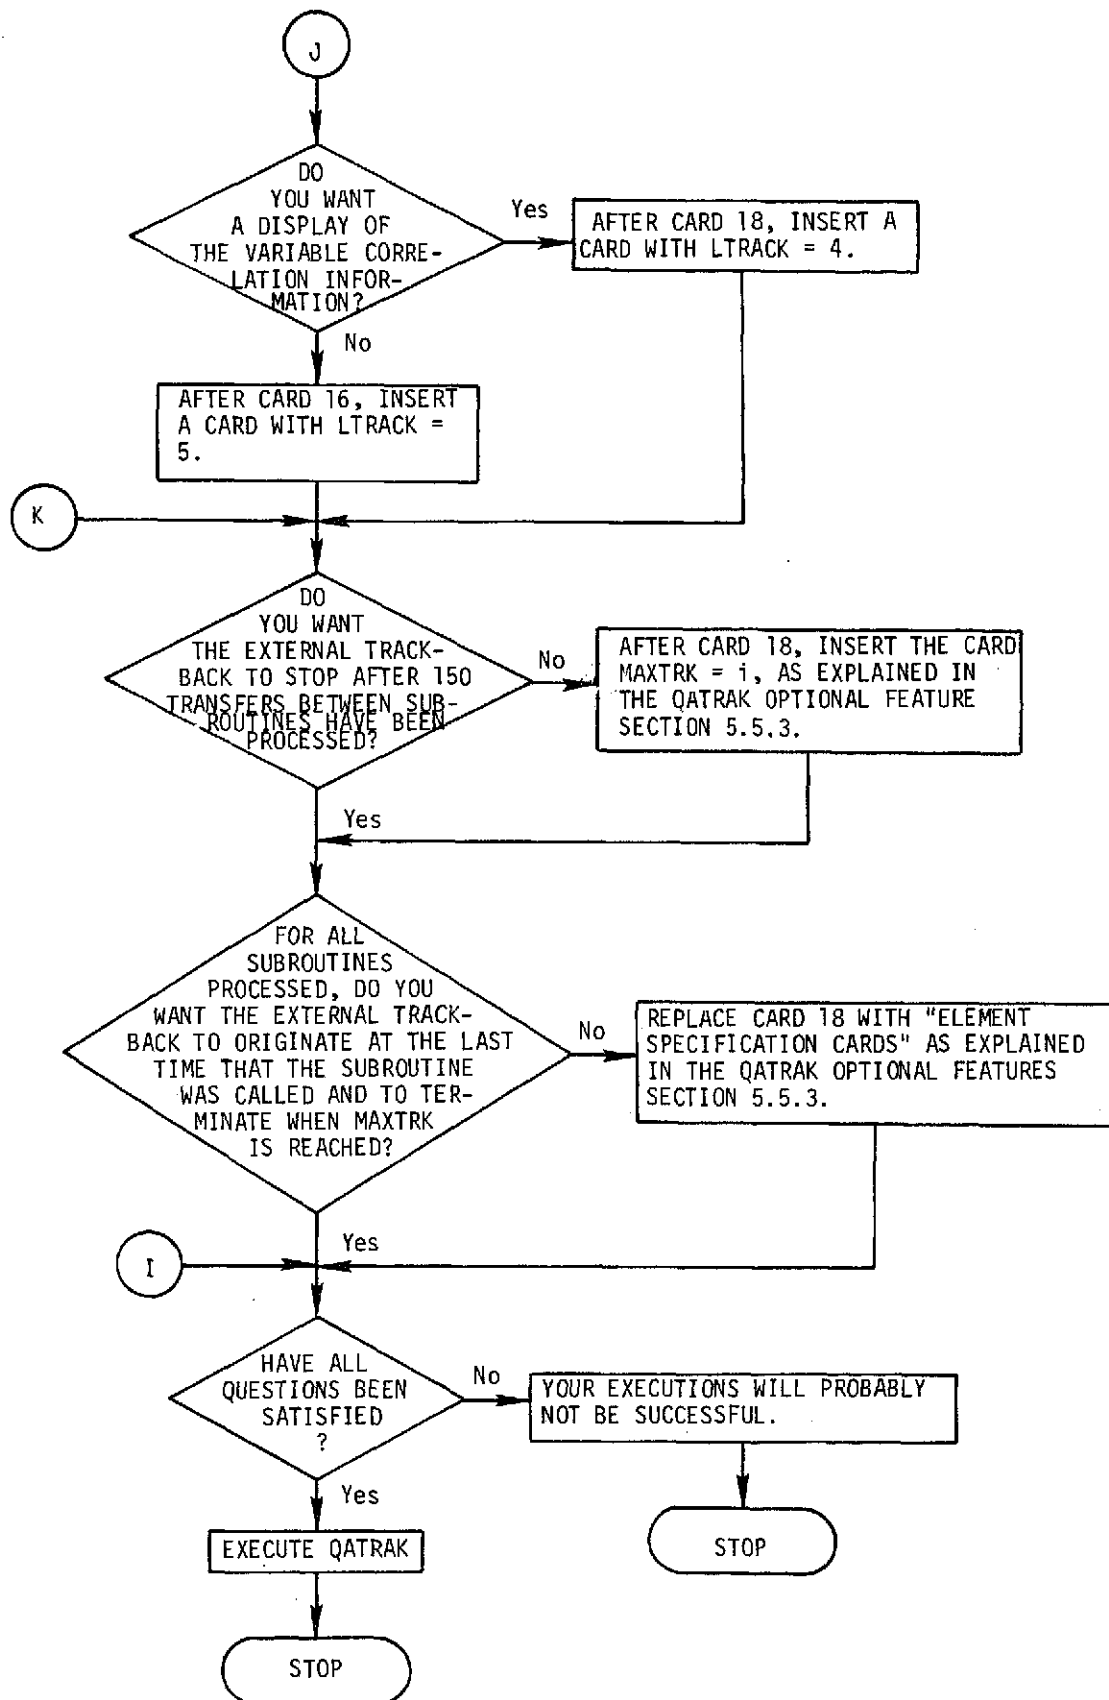 J
DO
YOU WANT
A DISPLAY OF
THE VARIABLE CORRE-
LATION INFOR-
MATION?
Yes
AFTER CARD 18, INSERT A
CARD WITH LTRACK = 4.
No
AFTER CARD 16, INSERT
A CARD WITH LTRACK =
5.
K
DO
YOU WANT
THE EXTERNAL TRACK-
BACK TO STOP AFTER 150
TRANSFERS BETWEEN SUB-
ROUTINES HAVE BEEN
PROCESSED?
No
AFTER CARD 18, INSERT THE CARD
MAXTRK = i, AS EXPLAINED IN
THE QATRAK OPTIONAL FEATURE
SECTION 5.5.3.
Yes
FOR ALL
SUBROUTINES
PROCESSED, DO YOU
WANT THE EXTERNAL TRACK-
BACK TO ORIGINATE AT THE LAST
TIME THAT THE SUBROUTINE
WAS CALLED AND TO TER-
MINATE WHEN MAXTRK
IS REACHED?
No
REPLACE CARD 18 WITH "ELEMENT
SPECIFICATION CARDS" AS EXPLAINED
IN THE QATRAK OPTIONAL FEATURES
SECTION 5.5.3.
Yes
I
HAVE ALL
QUESTIONS BEEN
SATISFIED
?
No
YOUR EXECUTIONS WILL PROBABLY
NOT BE SUCCESSFUL.
Yes
EXECUTE QATRAK
STOP
STOP